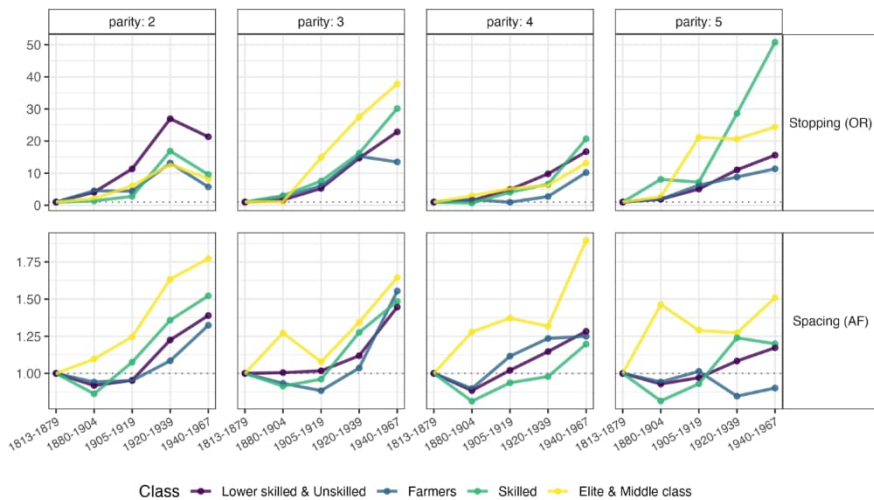 parity: 2 parity: 3 parity: 4 parity: 5
50
40
30
20
10
0
Stopping (OR)
1.75
1.50
1.25
1.00
Spacing (AF)
1813-1879 1880-1904 1905-1919 1920-1939 1940-1967 1813-1879 1880-1904 1905-1919 1920-1939 1940-1967 1813-1879 1880-1904 1905-1919 1920-1939 1940-1967 1813-1879 1880-1904 1905-1919 1920-1939 1940-1967
Class Lower skilled & Unskilled Farmers Skilled Elite & Middle class